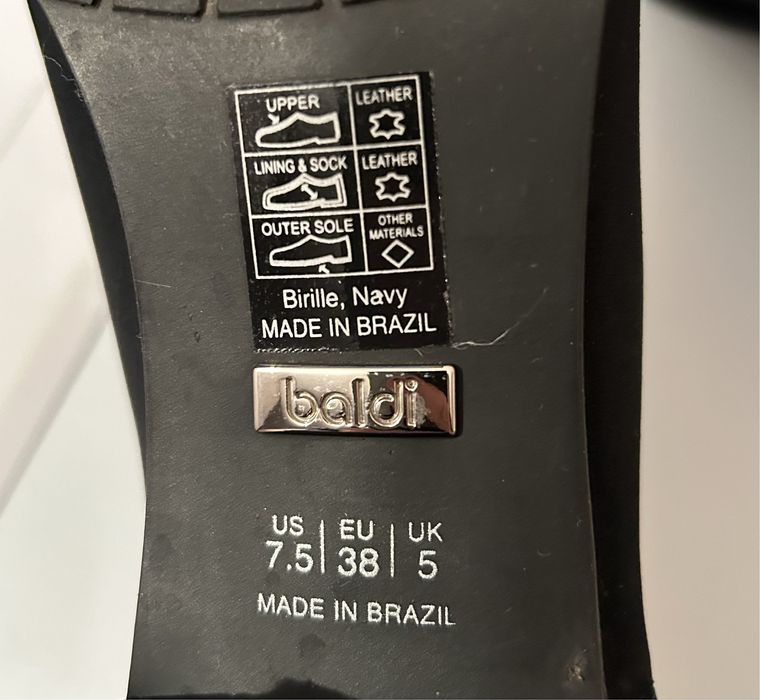 UPPER LEATHER
LINING & SOCK LEATHER
OUTER SOLE OTHER MATERIALS
Birille, Navy
MADE IN BRAZIL
baldi
US | EU | UK
7.5 | 38 | 5
MADE IN BRAZIL